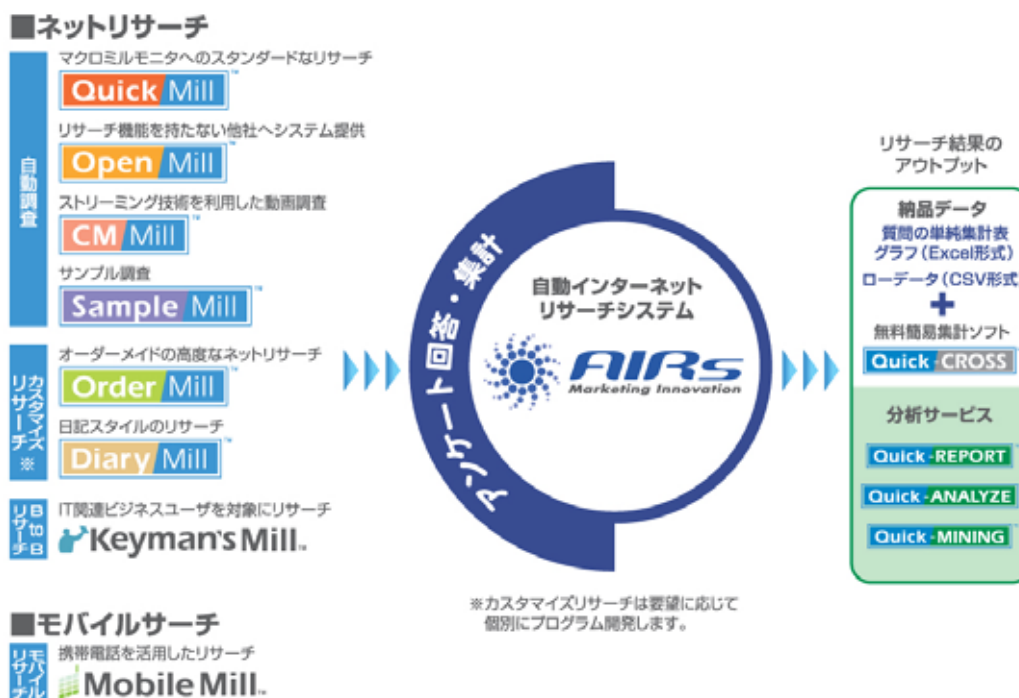 ■ネットリサーチ
自動調査
マクロミルモニタへのスタンダードなリサーチ
Quick Mill™
リサーチ機能を持たない他社へシステム提供
Open Mill™
ストリーミング技術を利用した動画調査
CM Mill™
サンプル調査
Sample Mill™
カスタマイズ
リサーチ※
オーダーメイドの高度なネットリサーチ
Order Mill™
日記スタイルのリサーチ
Diary Mill™
B to B
リサーチ
IT関連ビジネスユーザを対象にリサーチ
Keyman's Mill™
■モバイルサーチ
モバイル
リサーチ
携帯電話を活用したリサーチ
Mobile Mill™
アンケート回答・集計
自動インターネット
リサーチシステム
AIRs
Marketing Innovation
※カスタマイズリサーチは要望に応じて
個別にプログラム開発します。
リサーチ結果の
アウトプット
納品データ
質問の単純集計表
グラフ（Excel形式）
ローデータ（CSV形式
+
無料簡易集計ソフト
Quick-CROSS
分析サービス
Quick-REPORT
Quick-ANALYZE
Quick-MINING